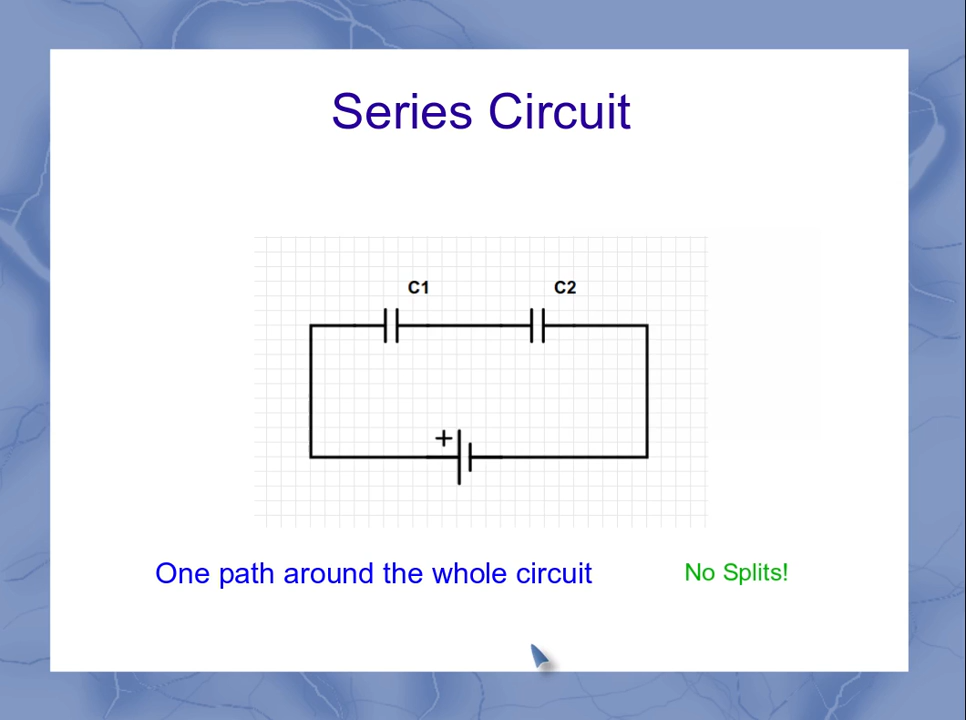 Series Circuit
C1 C2
+
One path around the whole circuit No Splits!